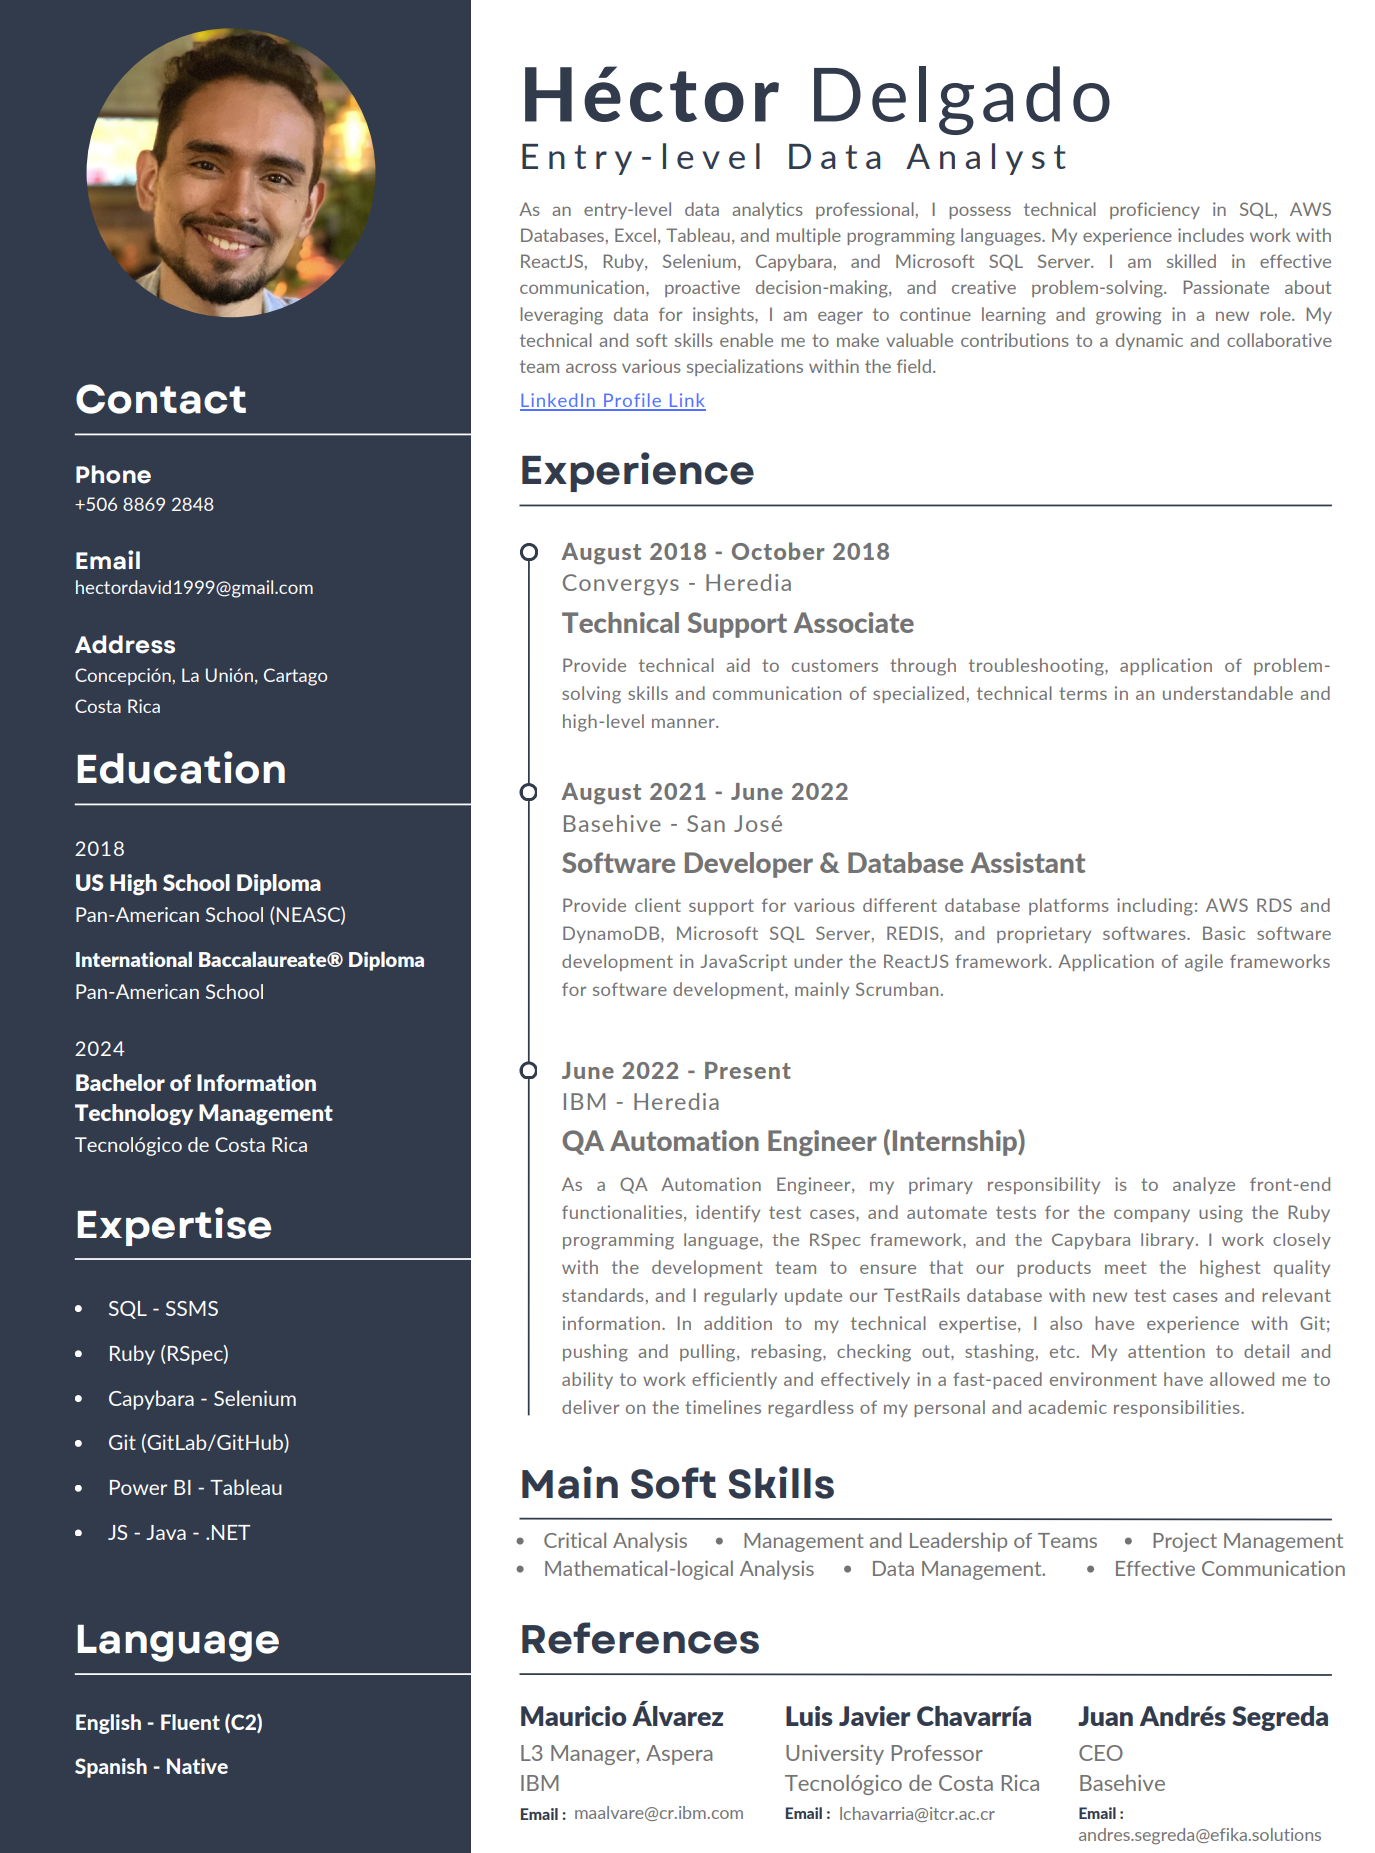 Héctor Delgado
Entry-level Data Analyst
As an entry-level data analytics professional, I possess technical proficiency in SQL, AWS
Databases, Excel, Tableau, and multiple programming languages. My experience includes work with
ReactJS, Ruby, Selenium, Capybara, and Microsoft SQL Server. I am skilled in effective
communication, proactive decision-making, and creative problem-solving. Passionate about
leveraging data for insights, I am eager to continue learning and growing in a new role. My
technical and soft skills enable me to make valuable contributions to a dynamic and collaborative
team across various specializations within the field.
LinkedIn Profile Link
Contact
Phone
+506 8869 2848
Email
hectordavid1999@gmail.com
Address
Concepción, La Unión, Cartago
Costa Rica
Education
2018
US High School Diploma
Pan-American School (NEASC)
International Baccalaureate® Diploma
Pan-American School
2024
Bachelor of Information
Technology Management
Tecnológico de Costa Rica
Expertise
• SQL - SSMS
• Ruby (RSpec)
• Capybara - Selenium
• Git (GitLab/GitHub)
• Power BI - Tableau
• JS - Java - .NET
Language
English - Fluent (C2)
Spanish - Native
Experience
August 2018 - October 2018
Convergys - Heredia
Technical Support Associate
Provide technical aid to customers through troubleshooting, application of problem-
solving skills and communication of specialized, technical terms in an understandable and
high-level manner.
August 2021 - June 2022
Basehive - San José
Software Developer & Database Assistant
Provide client support for various different database platforms including: AWS RDS and
DynamoDB, Microsoft SQL Server, REDIS, and proprietary softwares. Basic software
development in JavaScript under the ReactJS framework. Application of agile frameworks
for software development, mainly Scrumban.
June 2022 - Present
IBM - Heredia
QA Automation Engineer (Internship)
As a QA Automation Engineer, my primary responsibility is to analyze front-end
functionalities, identify test cases, and automate tests for the company using the Ruby
programming language, the RSpec framework, and the Capybara library. I work closely
with the development team to ensure that our products meet the highest quality
standards, and I regularly update our TestRails database with new test cases and relevant
information. In addition to my technical expertise, I also have experience with Git;
pushing and pulling, rebasing, checking out, stashing, etc. My attention to detail and
ability to work efficiently and effectively in a fast-paced environment have allowed me to
deliver on the timelines regardless of my personal and academic responsibilities.
Main Soft Skills
• Critical Analysis • Management and Leadership of Teams • Project Management
• Mathematical-logical Analysis • Data Management. • Effective Communication
References
Mauricio Álvarez
L3 Manager, Aspera
IBM
Email : maalvare@cr.ibm.com
Luis Javier Chavarría
University Professor
Tecnológico de Costa Rica
Email : lchavarria@itcr.ac.cr
Juan Andrés Segreda
CEO
Basehive
Email :
andres.segreda@efika.solutions